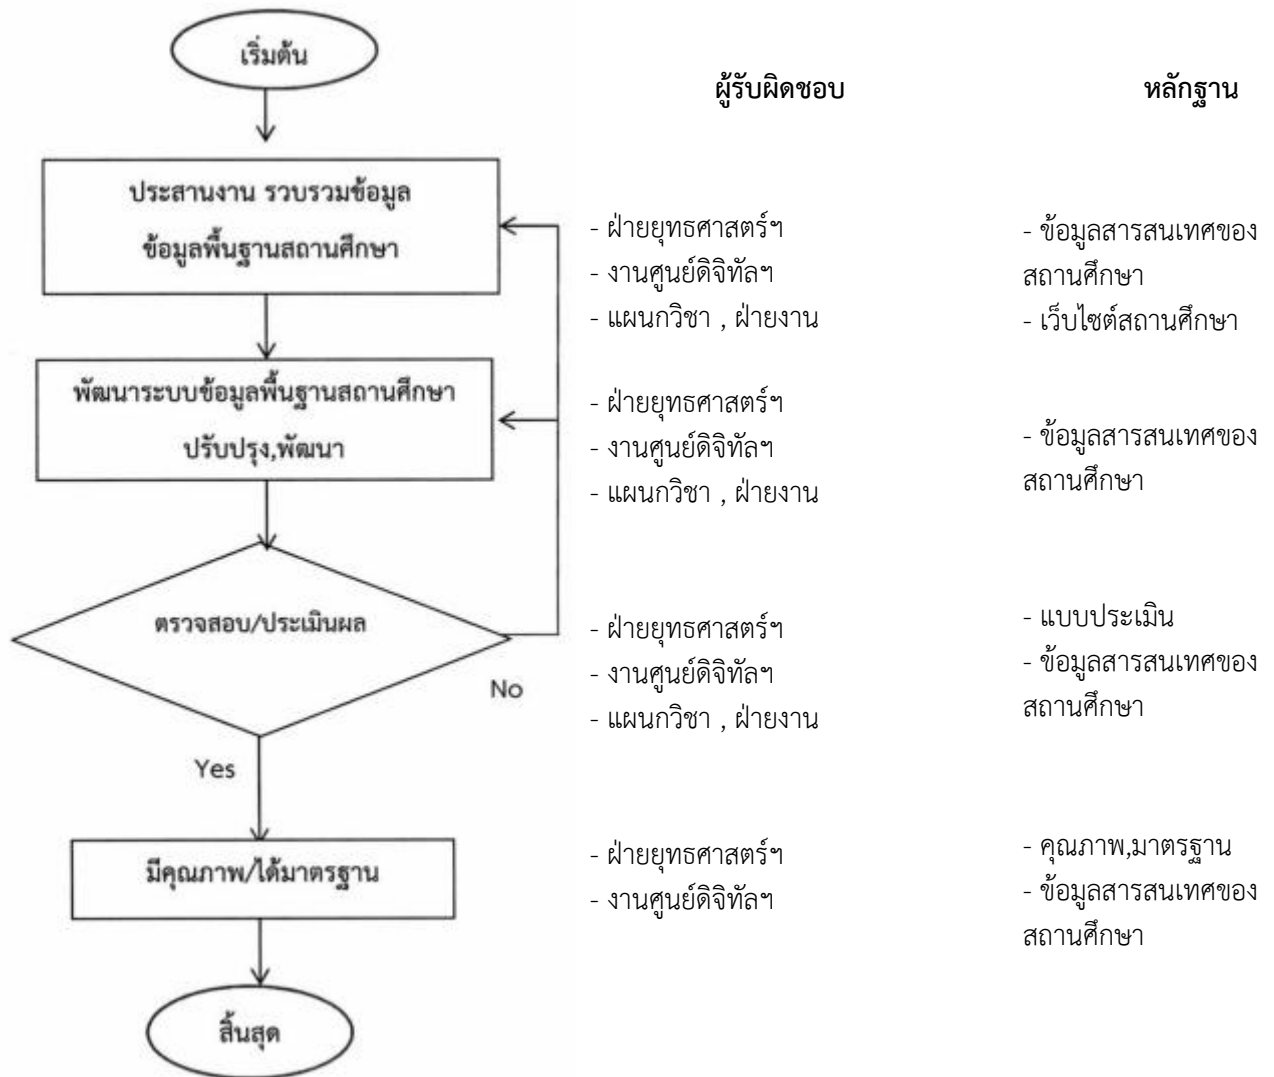 เริ่มต้น
ผู้รับผิดชอบ
หลักฐาน
ประสานงาน รวบรวมข้อมูล
ข้อมูลพื้นฐานสถานศึกษา
- ฝ่ายยุทธศาสตร์ฯ
- งานศูนย์ดิจิทัลฯ
- แผนกวิชา , ฝ่ายงาน
- ข้อมูลสารสนเทศของ
สถานศึกษา
- เว็บไซต์สถานศึกษา
พัฒนาระบบข้อมูลพื้นฐานสถานศึกษา
ปรับปรุง,พัฒนา
- ฝ่ายยุทธศาสตร์ฯ
- งานศูนย์ดิจิทัลฯ
- แผนกวิชา , ฝ่ายงาน
- ข้อมูลสารสนเทศของ
สถานศึกษา
ตรวจสอบ/ประเมินผล
No
Yes
- ฝ่ายยุทธศาสตร์ฯ
- งานศูนย์ดิจิทัลฯ
- แผนกวิชา , ฝ่ายงาน
- แบบประเมิน
- ข้อมูลสารสนเทศของ
สถานศึกษา
มีคุณภาพ/ได้มาตรฐาน
- ฝ่ายยุทธศาสตร์ฯ
- งานศูนย์ดิจิทัลฯ
- คุณภาพ,มาตรฐาน
- ข้อมูลสารสนเทศของ
สถานศึกษา
สิ้นสุด